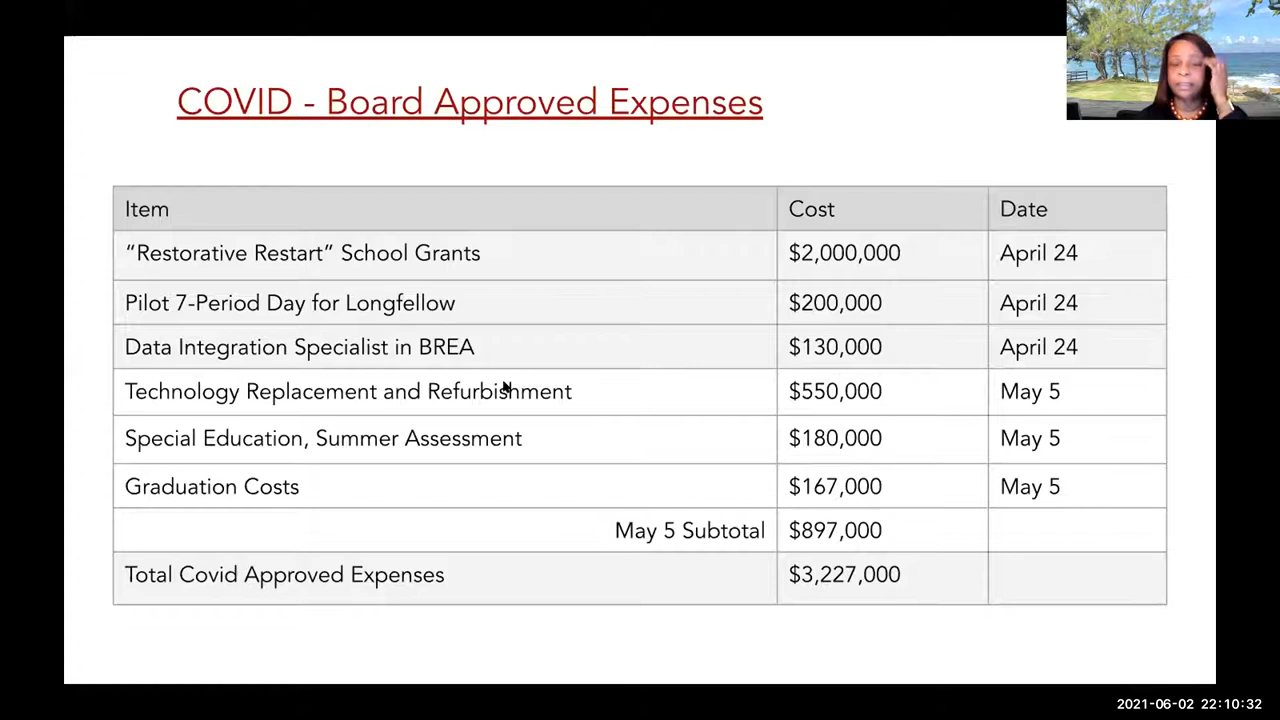 COVID - Board Approved Expenses
Item Cost Date
“Restorative Restart” School Grants $2,000,000 April 24
Pilot 7-Period Day for Longfellow $200,000 April 24
Data Integration Specialist in BREA $130,000 April 24
Technology Replacement and Refurbishment $550,000 May 5
Special Education, Summer Assessment $180,000 May 5
Graduation Costs $167,000 May 5
May 5 Subtotal $897,000
Total Covid Approved Expenses $3,227,000
2021-06-02 22:10:32